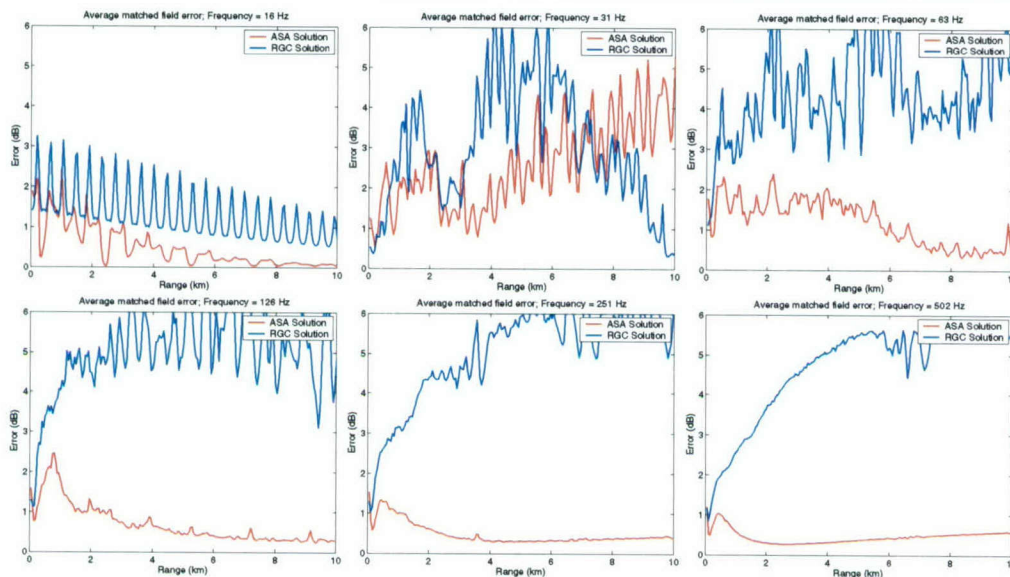 Average matched field error; Frequency = 16 Hz
ASA Solution
RGC Solution
6
5
4
3
2
1
0
Error (dB)
0 2 4 6 8 10
Range (km)
Average matched field error; Frequency = 31 Hz
ASA Solution
RGC Solution
6
5
4
3
2
1
0
Error (dB)
0 2 4 6 8 10
Range (km)
Average matched field error; Frequency = 63 Hz
ASA Solution
RGC Solution
6
5
4
3
2
1
0
Error (dB)
0 2 4 6 8
Range (km)
Average matched field error; Frequency = 126 Hz
ASA Solution
RGC Solution
6
5
4
3
2
1
0
Error (dB)
0 2 4 6 8 10
Range (km)
Average matched field error; Frequency = 251 Hz
ASA Solution
RGC Solution
6
5
4
3
2
1
0
Error (dB)
0 2 4 6 8 10
Range (km)
Average matched field error; Frequency = 502 Hz
ASA Solution
RGC Solution
6
5
4
3
2
1
0
Error (dB)
0 2 4 6 8
Range (km)